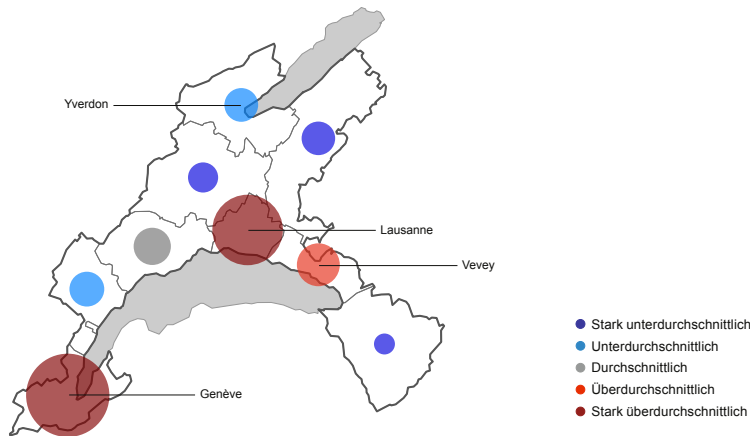 Yverdon
Lausanne
Vevey
Genève
Stark unterdurchschnittlich
Unterdurchschnittlich
Durchschnittlich
Überdurchschnittlich
Stark überdurchschnittlich